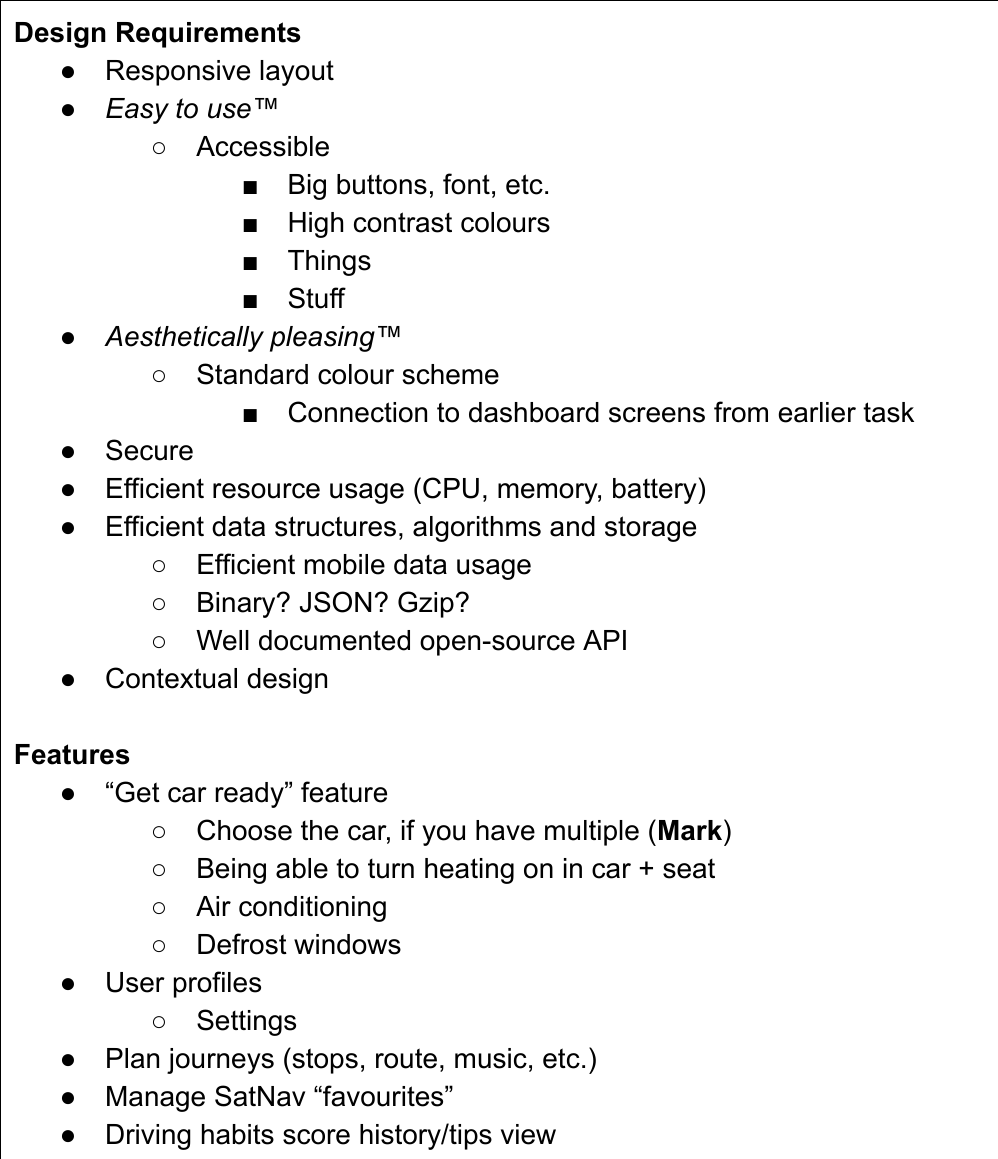 Design Requirements
● Responsive layout
● Easy to use™
○ Accessible
■ Big buttons, font, etc.
■ High contrast colours
■ Things
■ Stuff
● Aesthetically pleasing™
○ Standard colour scheme
■ Connection to dashboard screens from earlier task
● Secure
● Efficient resource usage (CPU, memory, battery)
● Efficient data structures, algorithms and storage
○ Efficient mobile data usage
○ Binary? JSON? Gzip?
○ Well documented open-source API
● Contextual design
Features
● “Get car ready” feature
○ Choose the car, if you have multiple (Mark)
○ Being able to turn heating on in car + seat
○ Air conditioning
○ Defrost windows
● User profiles
○ Settings
● Plan journeys (stops, route, music, etc.)
● Manage SatNav “favourites”
● Driving habits score history/tips view